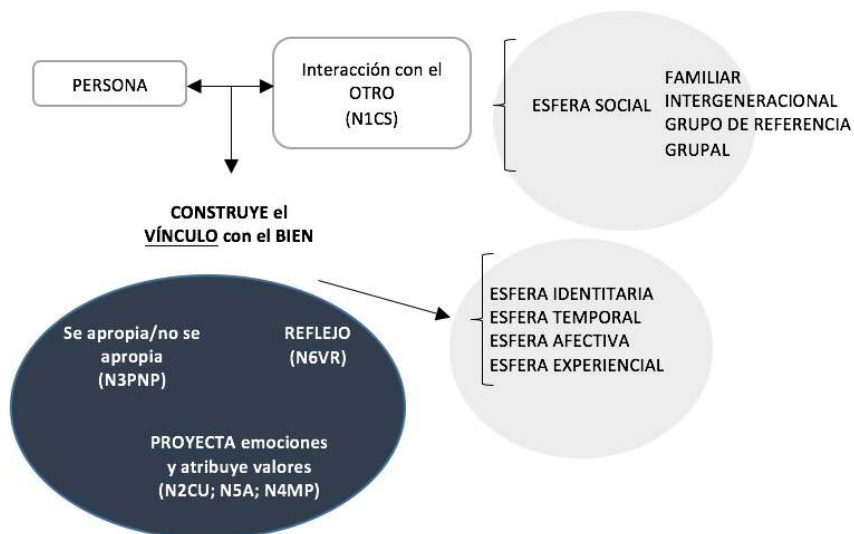 PERSONA
Interacción con el
OTRO
(N1CS)
ESFERA SOCIAL
FAMILIAR
INTERGENERACIONAL
GRUPO DE REFERENCIA
GRUPAL
CONSTRUYE el
VÍNCULO con el BIEN
Se apropia/no se
apropia
(N3PNP)
REFLEJO
(N6VR)
PROYECTA emociones
y atribuye valores
(N2CU; N5A; N4MP)
ESFERA IDENTITARIA
ESFERA TEMPORAL
ESFERA AFECTIVA
ESFERA EXPERIENCIAL